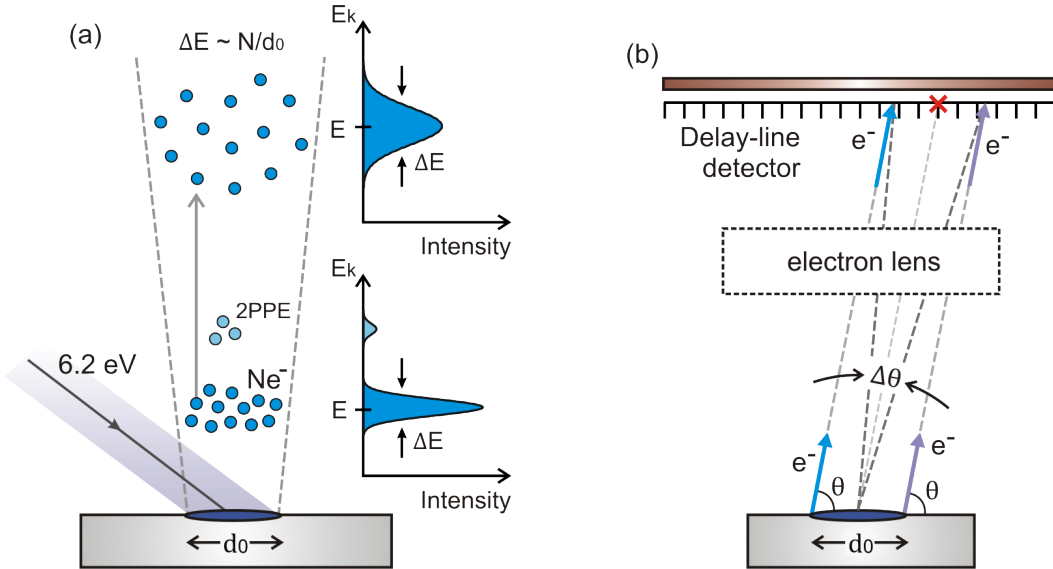 (a)
ΔE ~ N/d₀
Eₖ
E
ΔE
Intensity
2PPE
6.2 eV
Ne⁻
Eₖ
E
ΔE
Intensity
d₀
(b)
Delay-line
detector
e⁻
e⁻
electron lens
Δθ
e⁻
θ
e⁻
θ
d₀